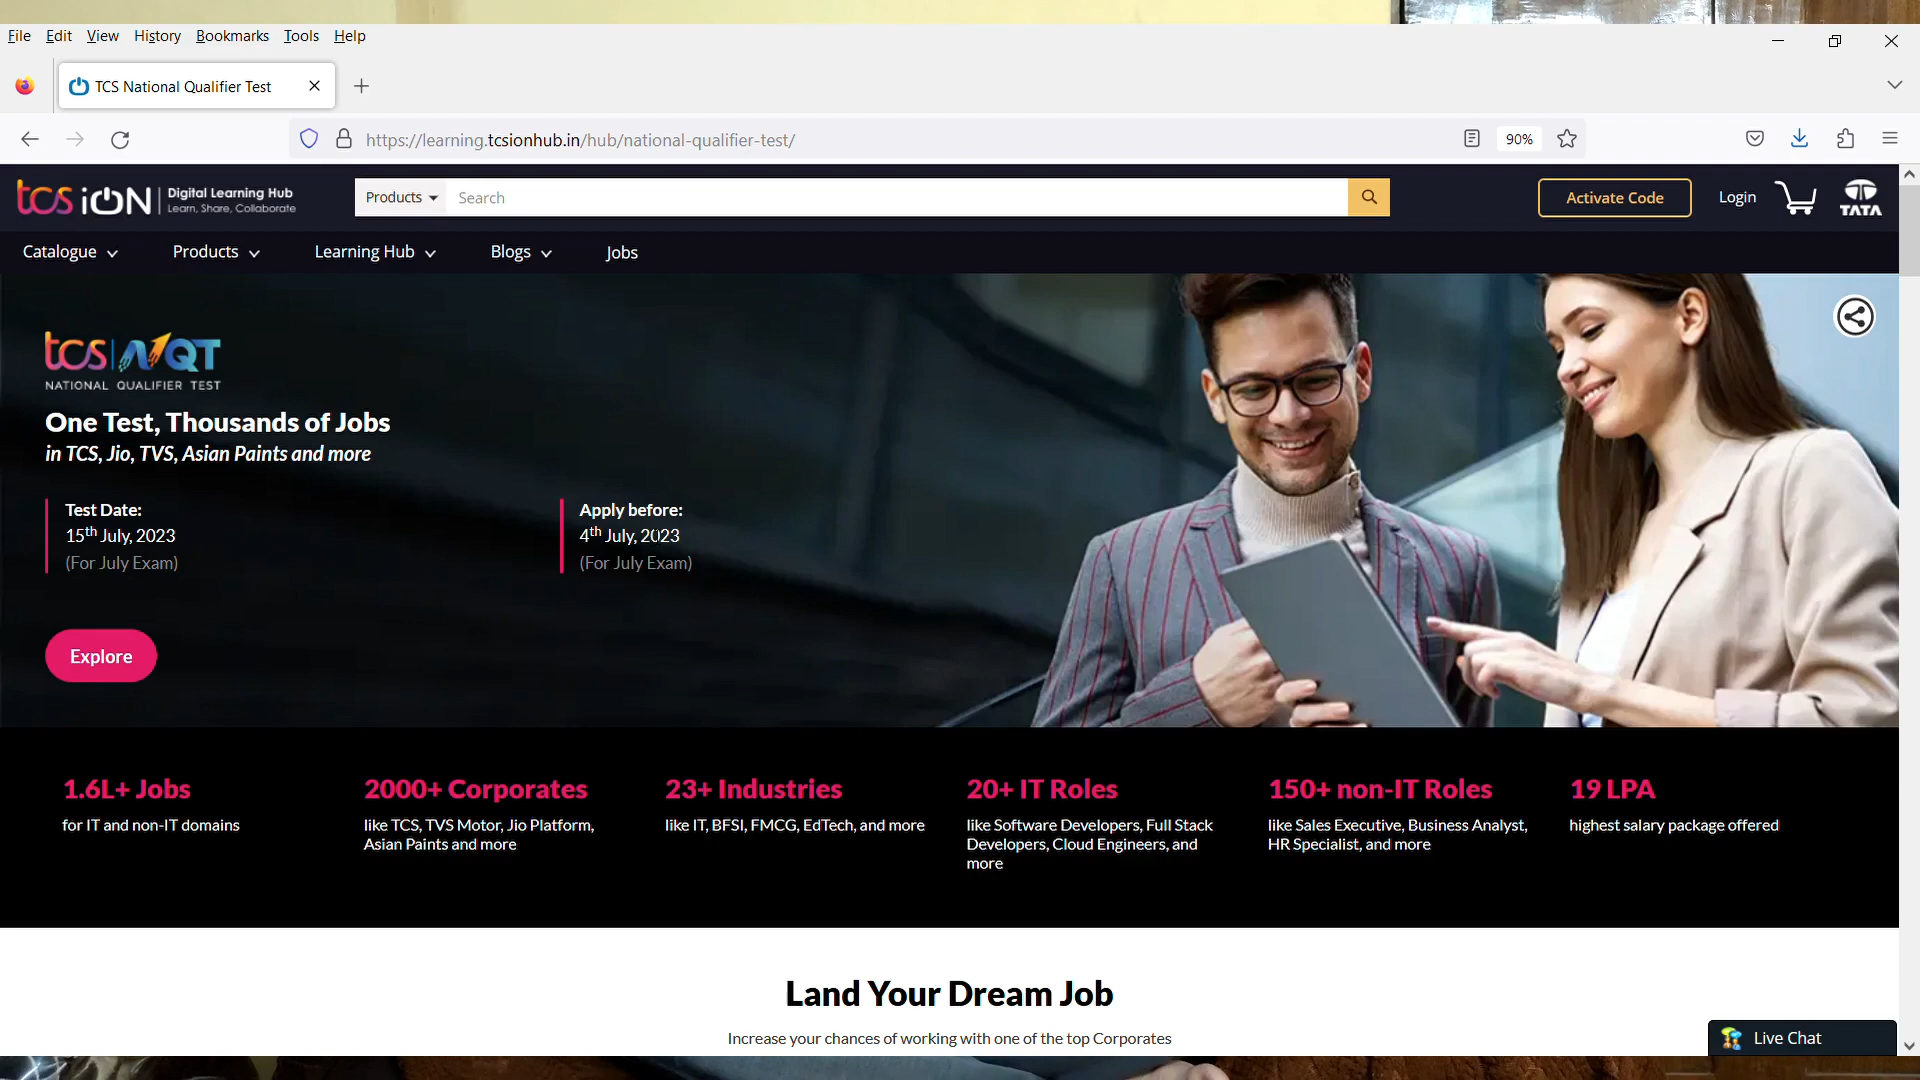 File Edit View History Bookmarks Tools Help
TCS National Qualifier Test
https://learning.tcsionhub.in/hub/national-qualifier-test/
90%
tcs iON | Digital Learning Hub
Learn, Share, Collaborate
Products
Search
Activate Code
Login
TATA
Catalogue
Products
Learning Hub
Blogs
Jobs
tcs | NQT
NATIONAL QUALIFIER TEST
One Test, Thousands of Jobs
in TCS, Jio, TVS, Asian Paints and more
Test Date:
15th July, 2023
(For July Exam)
Apply before:
4th July, 2023
(For July Exam)
Explore
1.6L+ Jobs
for IT and non-IT domains
2000+ Corporates
like TCS, TVS Motor, Jio Platform,
Asian Paints and more
23+ Industries
like IT, BFSI, FMCG, EdTech, and more
20+ IT Roles
like Software Developers, Full Stack
Developers, Cloud Engineers, and
more
150+ non-IT Roles
like Sales Executive, Business Analyst,
HR Specialist, and more
19 LPA
highest salary package offered
Land Your Dream Job
Increase your chances of working with one of the top Corporates
Live Chat